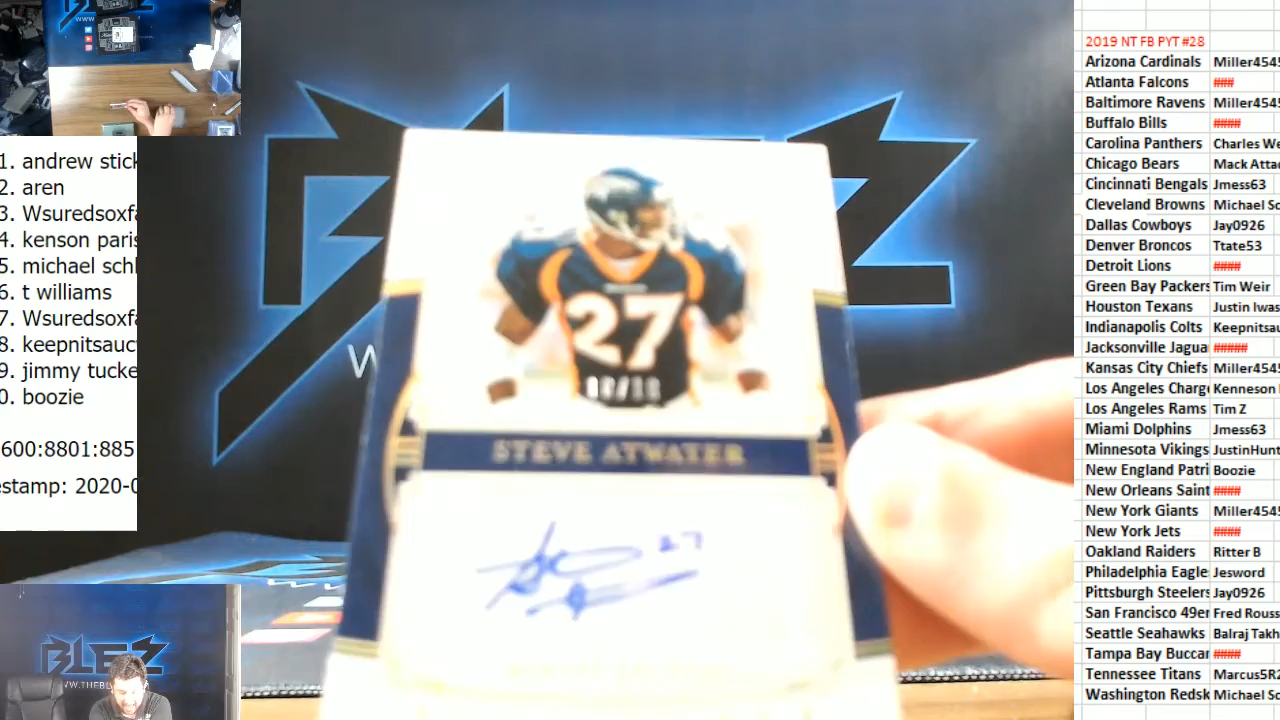 1. andrew stick
2. aren
3. Wsuredsoxfa
4. kenson paris
5. michael schl
6. t williams
7. Wsuredsoxfa
8. keepnitsauc
9. jimmy tucke
0. boozie
600:8801:885
estamp: 2020-0
BLEZ
27
STEVE ATWATER
27
BLEZ
2019 NT FB PYT #28
Arizona Cardinals Miller4545
Atlanta Falcons ###
Baltimore Ravens Miller4545
Buffalo Bills ####
Carolina Panthers Charles We
Chicago Bears Mack Attac
Cincinnati Bengals Jmess63
Cleveland Browns Michael Sc
Dallas Cowboys Jay0926
Denver Broncos Ttate53
Detroit Lions ####
Green Bay Packers Tim Weir
Houston Texans Justin Iwas
Indianapolis Colts Keepnitsau
Jacksonville Jagua #####
Kansas City Chiefs Miller4545
Los Angeles Charg Kenneson
Los Angeles Rams Tim Z
Miami Dolphins Jmess63
Minnesota Vikings JustinHunt
New England Patri Boozie
New Orleans Saint ####
New York Giants Miller4545
New York Jets ####
Oakland Raiders Ritter B
Philadelphia Eagle Jesword
Pittsburgh Steelers Jay0926
San Francisco 49er Fred Rouss
Seattle Seahawks Balraj Takh
Tampa Bay Buccar ####
Tennessee Titans Marcus5R2
Washington Redsk Michael Sc